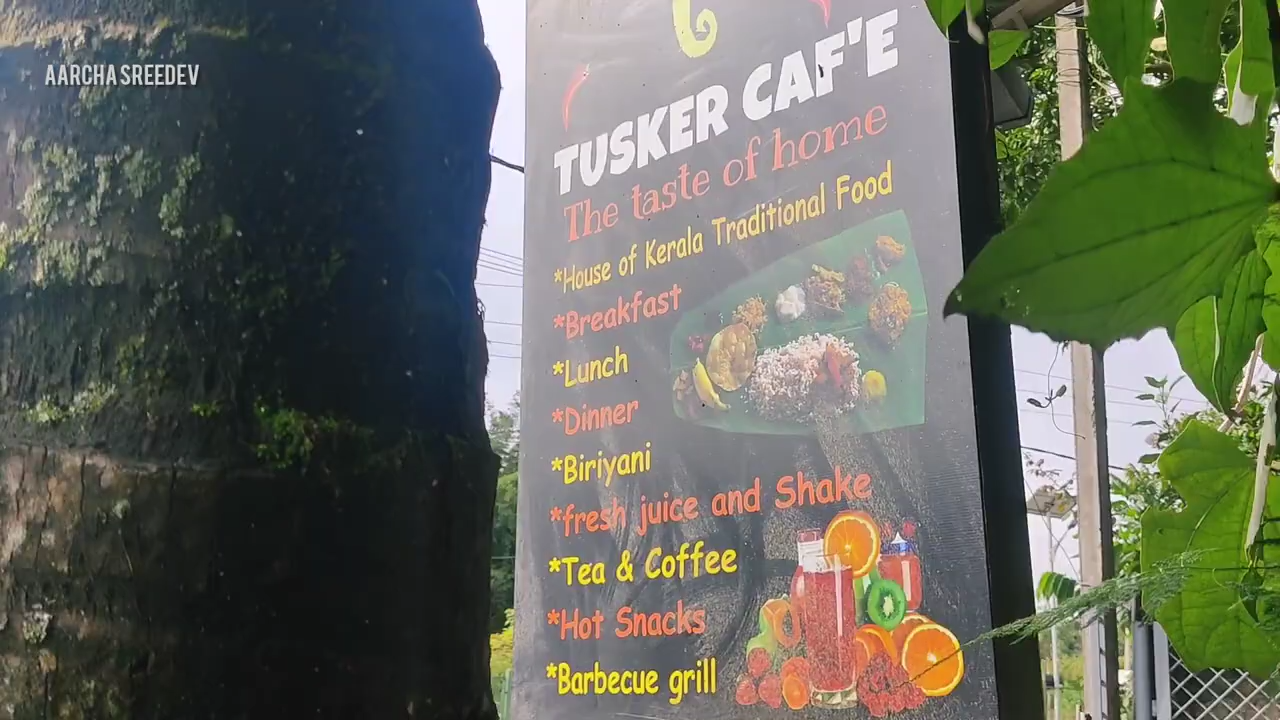 AARCHA SREEDEV
TUSKER CAF'E
The taste of home
*House of Kerala Traditional Food
*Breakfast
*Lunch
*Dinner
*Biriyani
*fresh juice and Shake
*Tea & Coffee
*Hot Snacks
*Barbecue grill